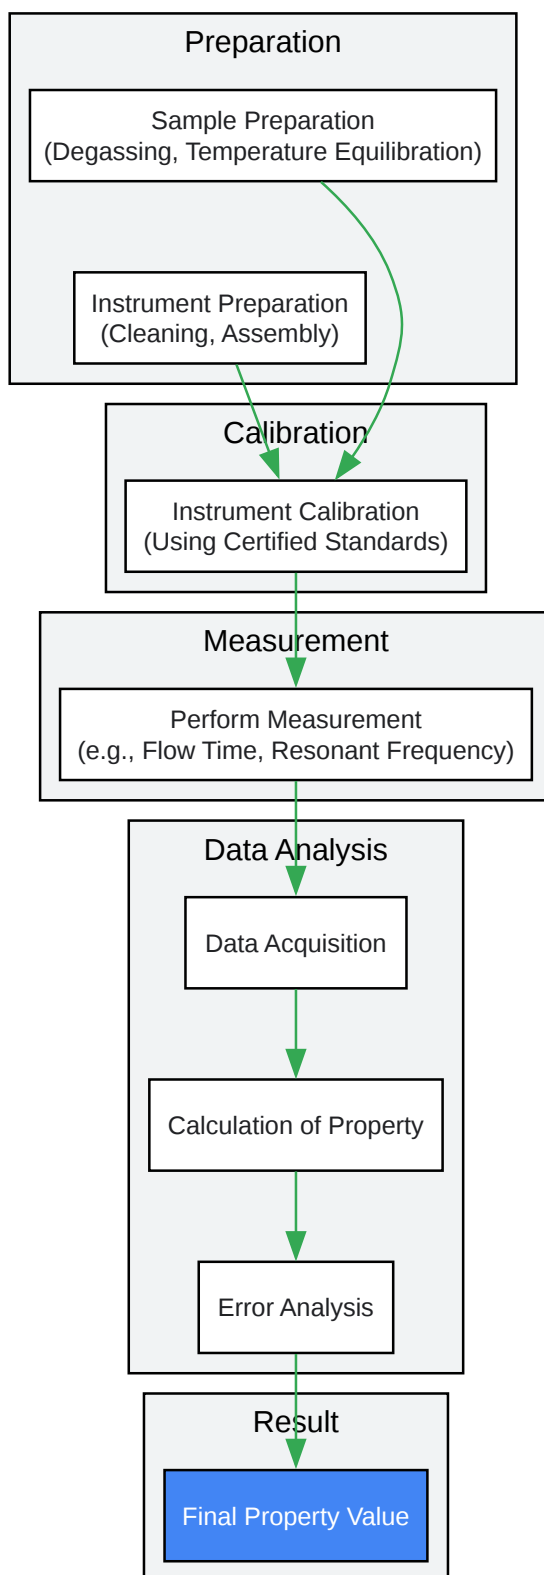 Preparation
Sample Preparation
(Degassing, Temperature Equilibration)
Instrument Preparation
(Cleaning, Assembly)
Calibration
Instrument Calibration
(Using Certified Standards)
Measurement
Perform Measurement
(e.g., Flow Time, Resonant Frequency)
Data Analysis
Data Acquisition
Calculation of Property
Error Analysis
Result
Final Property Value